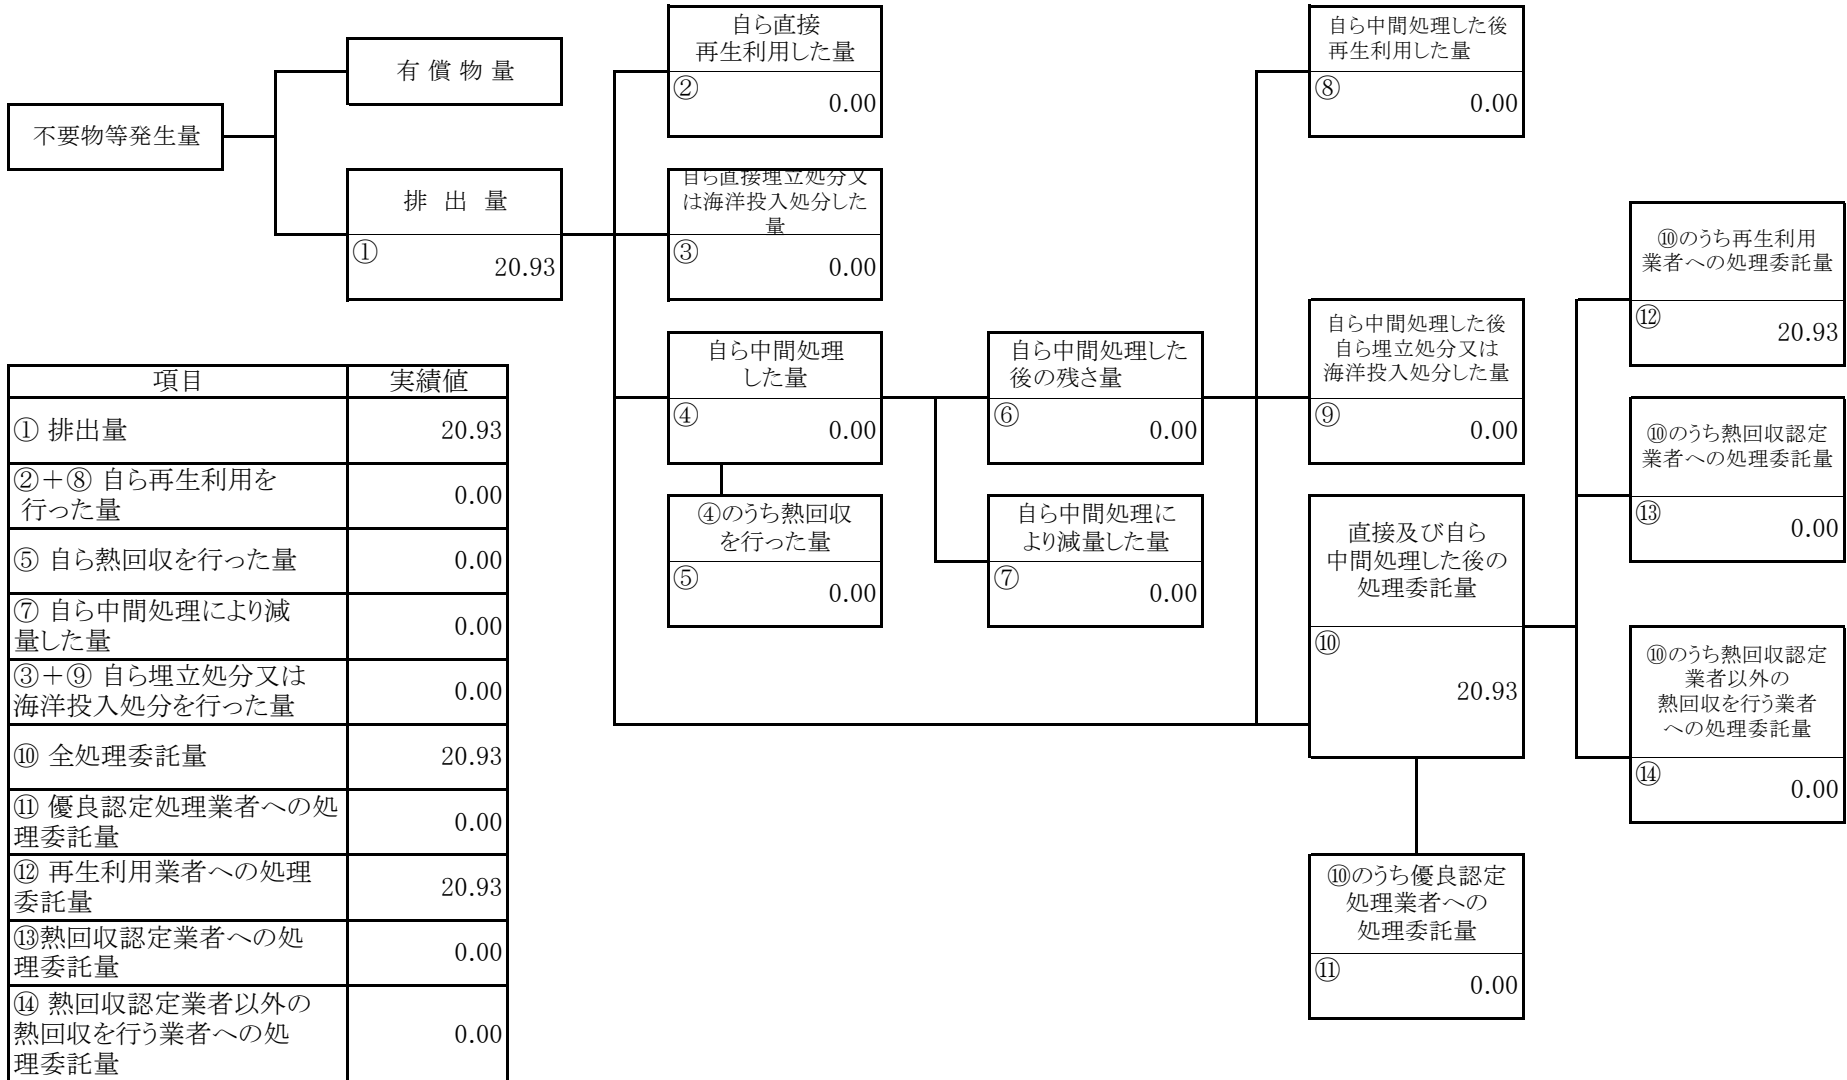 不要物等発生量
有 償 物 量
排 出 量
①
20.93
自ら直接
再生利用した量
②
0.00
自ら直接埋立処分又
は海洋投入処分した
量
③
0.00
自ら中間処理
した量
④
0.00
④のうち熱回収
を行った量
⑤
0.00
自ら中間処理した
後の残さ量
⑥
0.00
自ら中間処理に
より減量した量
⑦
0.00
自ら中間処理した後
再生利用した量
⑧
0.00
自ら中間処理した後
自ら埋立処分又は
海洋投入処分した量
⑨
0.00
直接及び自ら
中間処理した後の
処理委託量
⑩
20.93
⑩のうち優良認定
処理業者への
処理委託量
⑪
0.00
⑩のうち再生利用
業者への処理委託量
⑫
20.93
⑩のうち熱回収認定
業者への処理委託量
⑬
0.00
⑩のうち熱回収認定
業者以外の
熱回収を行う業者
への処理委託量
⑭
0.00
項目 実績値
① 排出量 20.93
②＋⑧ 自ら再生利用を
行った量
0.00
⑤ 自ら熱回収を行った量 0.00
⑦ 自ら中間処理により減
量した量
0.00
③＋⑨ 自ら埋立処分又は
海洋投入処分を行った量
0.00
⑩ 全処理委託量 20.93
⑪ 優良認定処理業者への処
理委託量
0.00
⑫ 再生利用業者への処理
委託量
20.93
⑬熱回収認定業者への処
理委託量
0.00
⑭ 熱回収認定業者以外の
熱回収を行う業者への処
理委託量
0.00